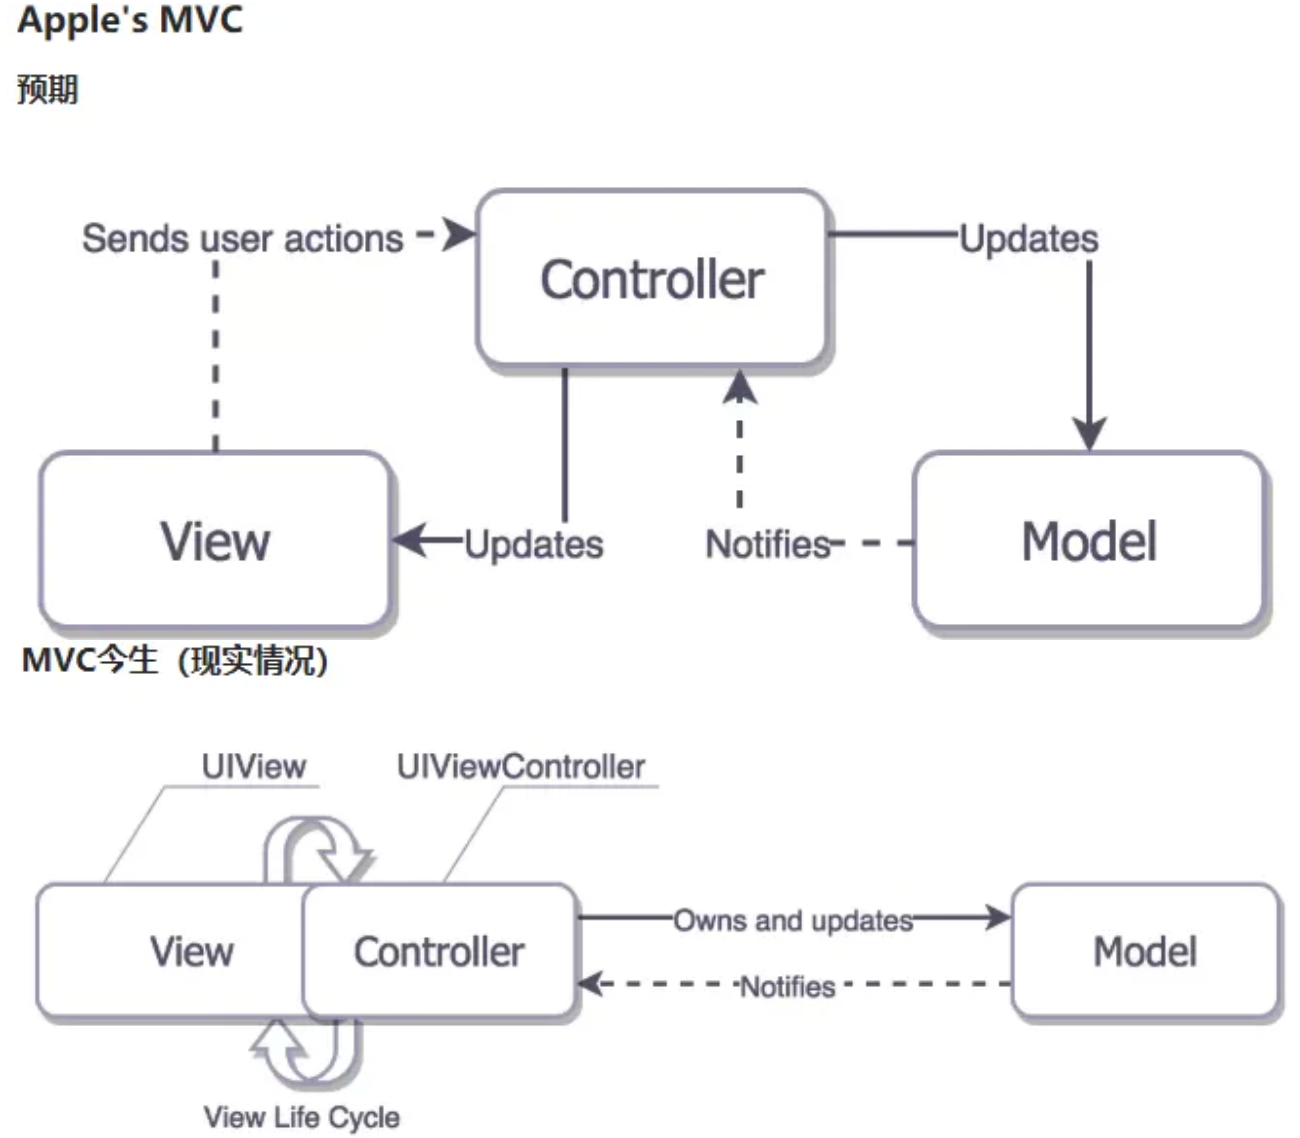 Apple's MVC
预期
Sends user actions
Controller
Updates
View
Updates
Notifies
Model
MVC今生（现实情况）
UIView
UIViewController
View
Controller
Owns and updates
Notifies
Model
View Life Cycle